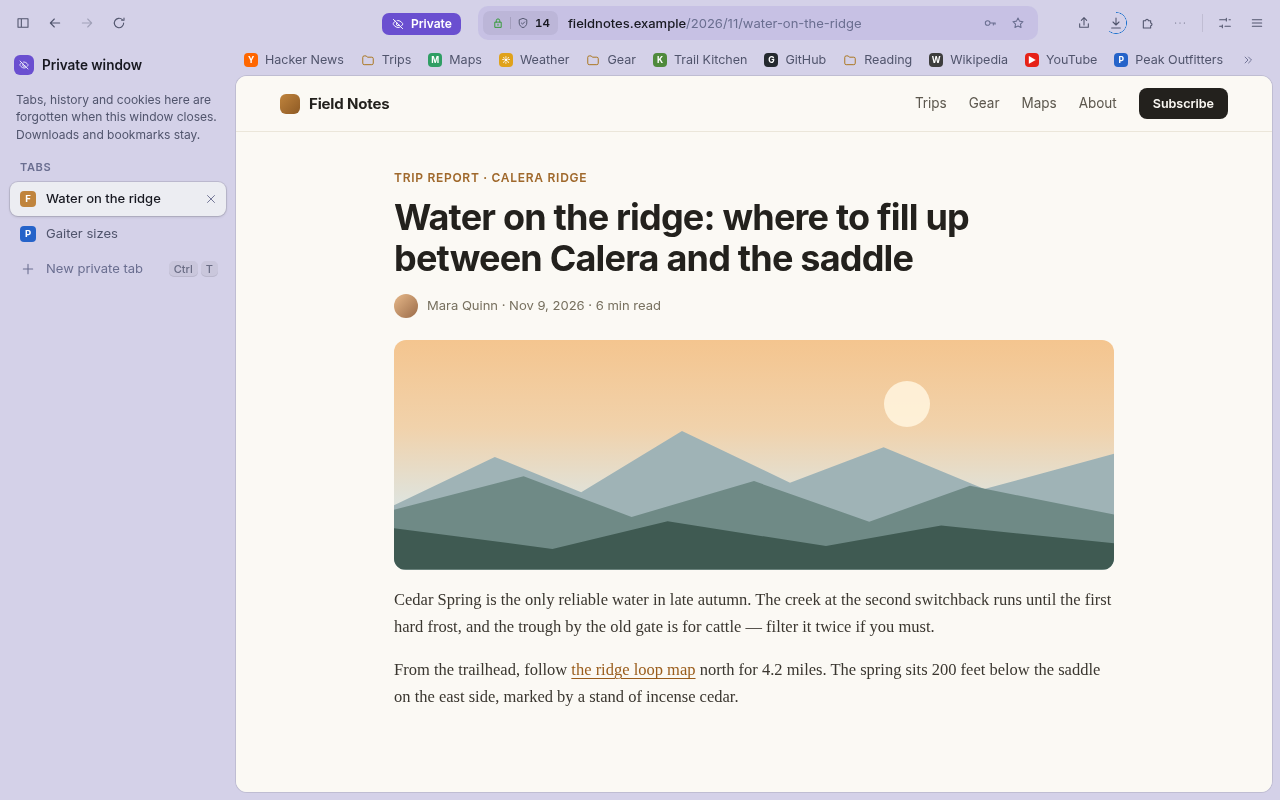 Private
14
fieldnotes.example/2026/11/water-on-the-ridge
Private window
Tabs, history and cookies here are
forgotten when this window closes.
Downloads and bookmarks stay.
TABS
F Water on the ridge
P Gaiter sizes
New private tab Ctrl T
Y Hacker News
Trips
M Maps
Weather
Gear
K Trail Kitchen
G GitHub
Reading
W Wikipedia
YouTube
P Peak Outfitters
Field Notes
Trips
Gear
Maps
About
Subscribe
TRIP REPORT · CALERA RIDGE
Water on the ridge: where to fill up
between Calera and the saddle
Mara Quinn · Nov 9, 2026 · 6 min read
Cedar Spring is the only reliable water in late autumn. The creek at the second switchback runs until the first
hard frost, and the trough by the old gate is for cattle — filter it twice if you must.
From the trailhead, follow the ridge loop map north for 4.2 miles. The spring sits 200 feet below the saddle
on the east side, marked by a stand of incense cedar.